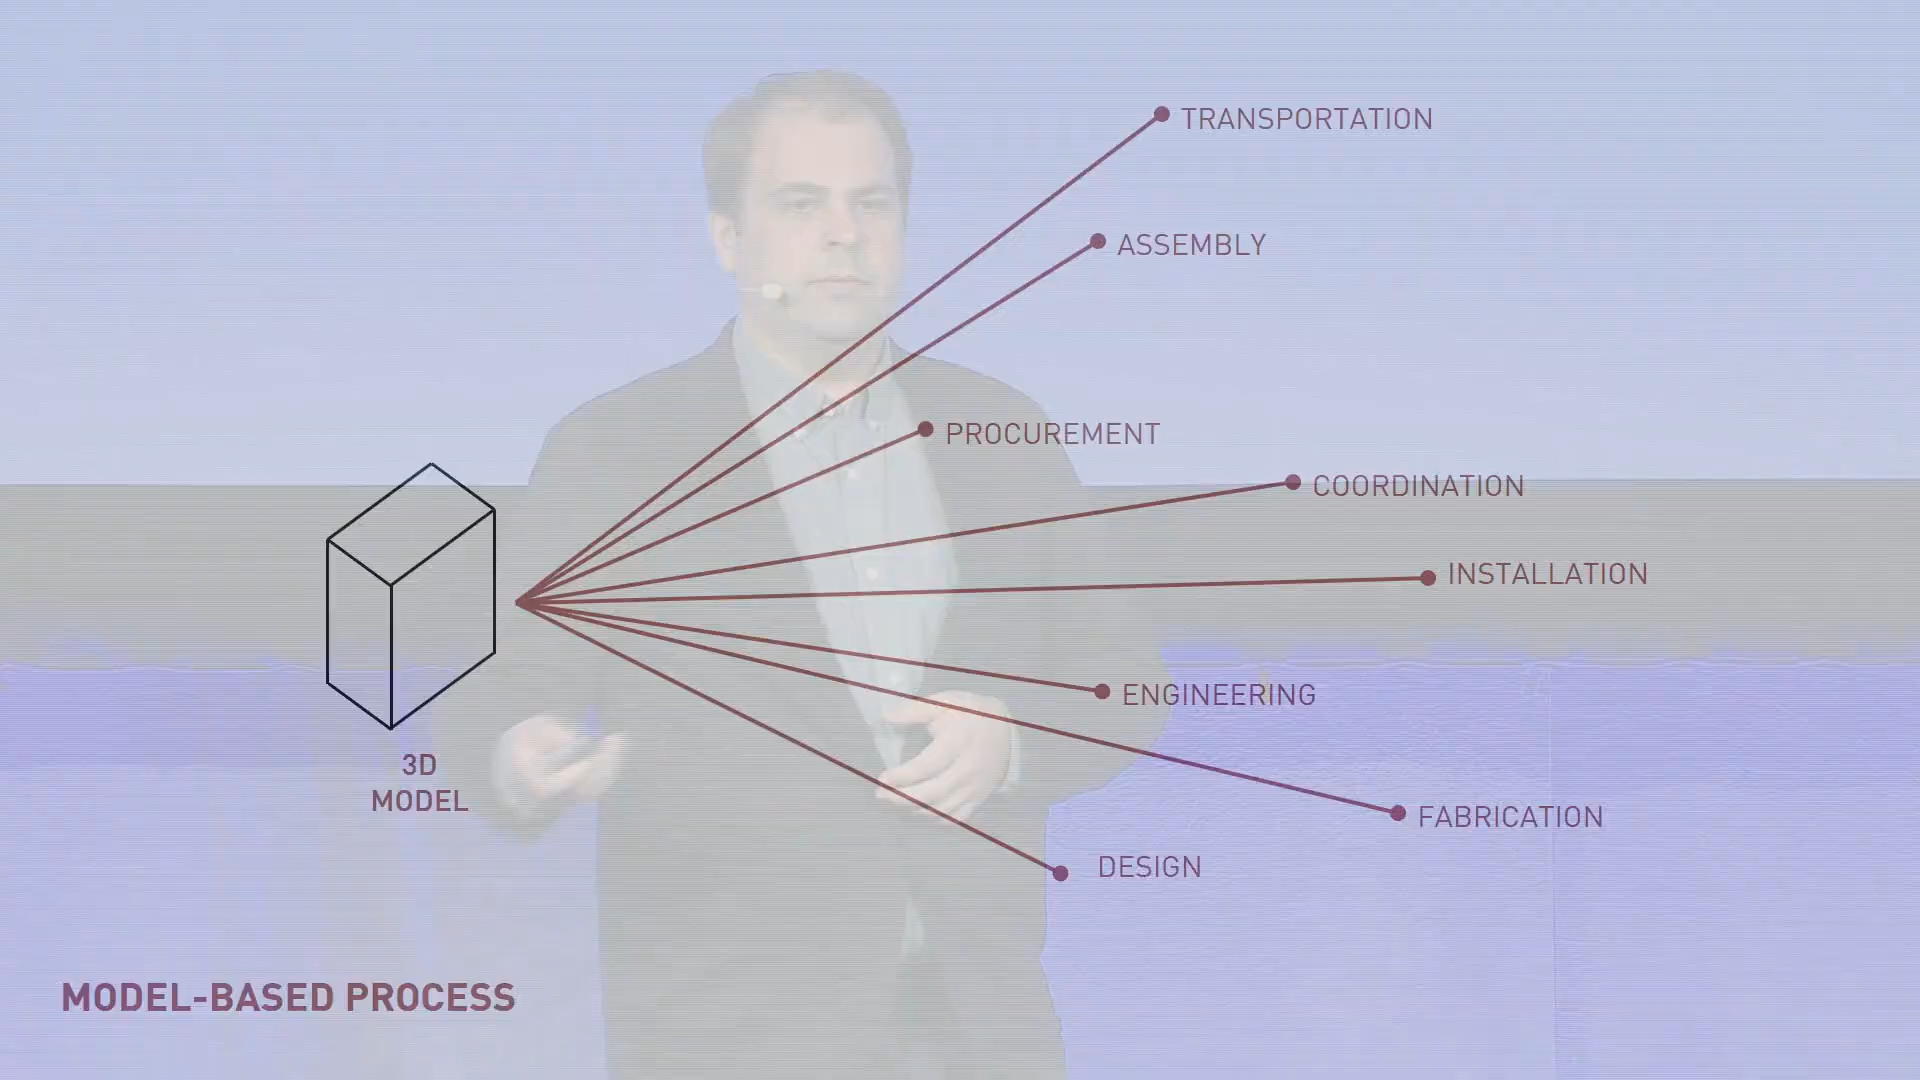 TRANSPORTATION
ASSEMBLY
PROCUREMENT
COORDINATION
INSTALLATION
ENGINEERING
3D
MODEL
FABRICATION
DESIGN
MODEL-BASED PROCESS